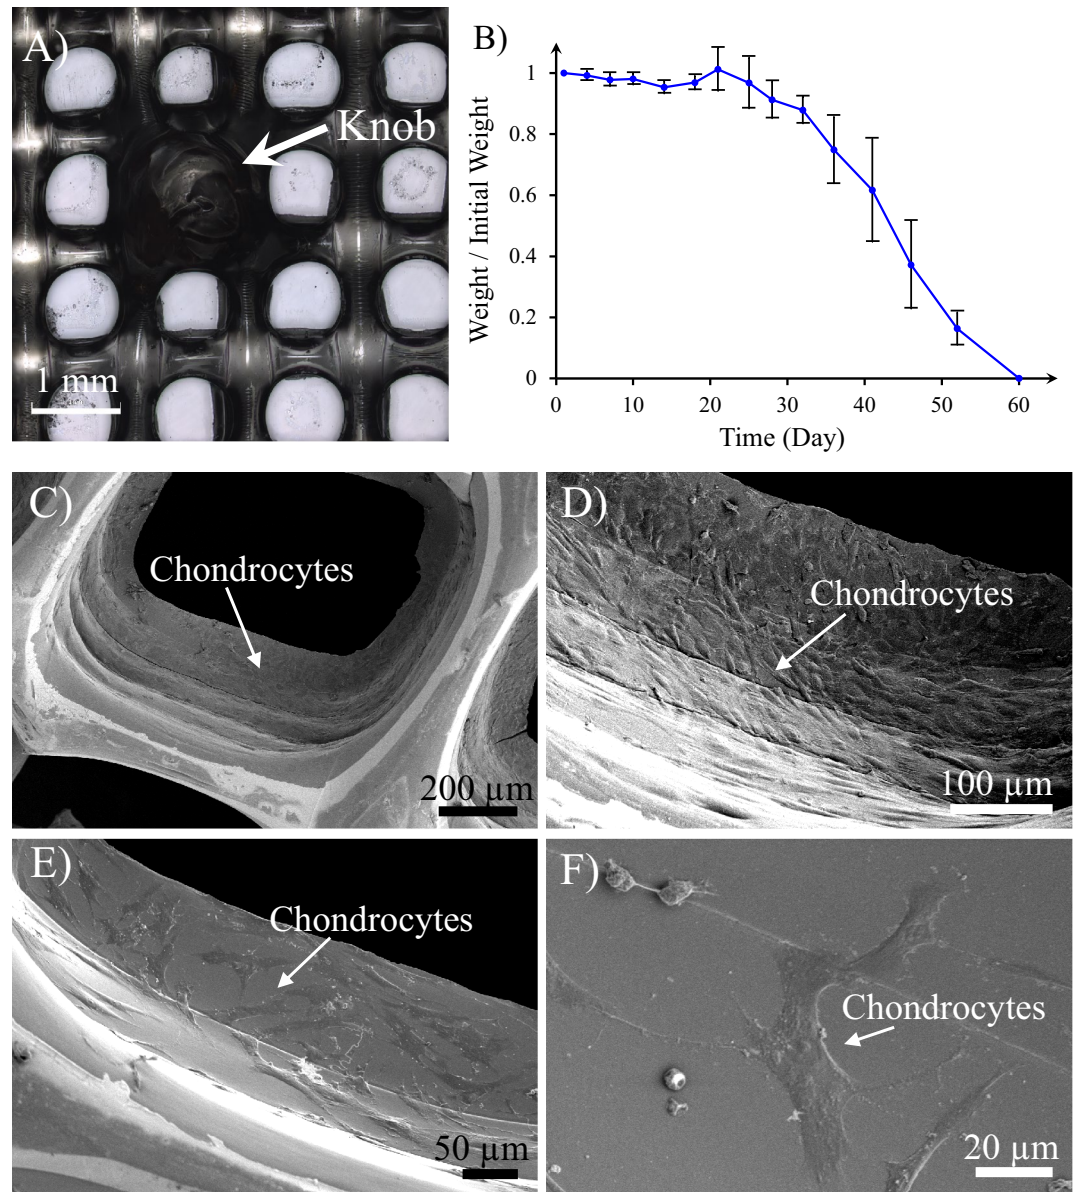 A)
Knob
1 mm
B)
Weight / Initial Weight
1
0.8
0.6
0.4
0.2
0
0 10 20 30 40 50 60
Time (Day)
C)
Chondrocytes
200 µm
D)
Chondrocytes
100 µm
E)
Chondrocytes
50 µm
F)
Chondrocytes
20 µm